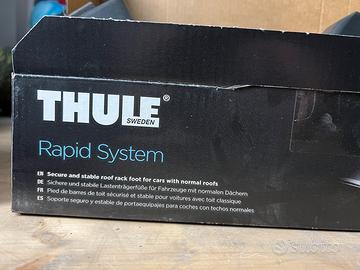 THULE®
SWEDEN
Rapid System
EN Secure and stable roof rack foot for cars with normal roofs
DE Sichere und stabile Lastenträgerfüße für Fahrzeuge mit normalen Dächern
FR Pied de barres de toit sécurisé et stable pour voitures avec toit classique
ES Soporte seguro y estable de portaequipajes para coches con techos normales
subito